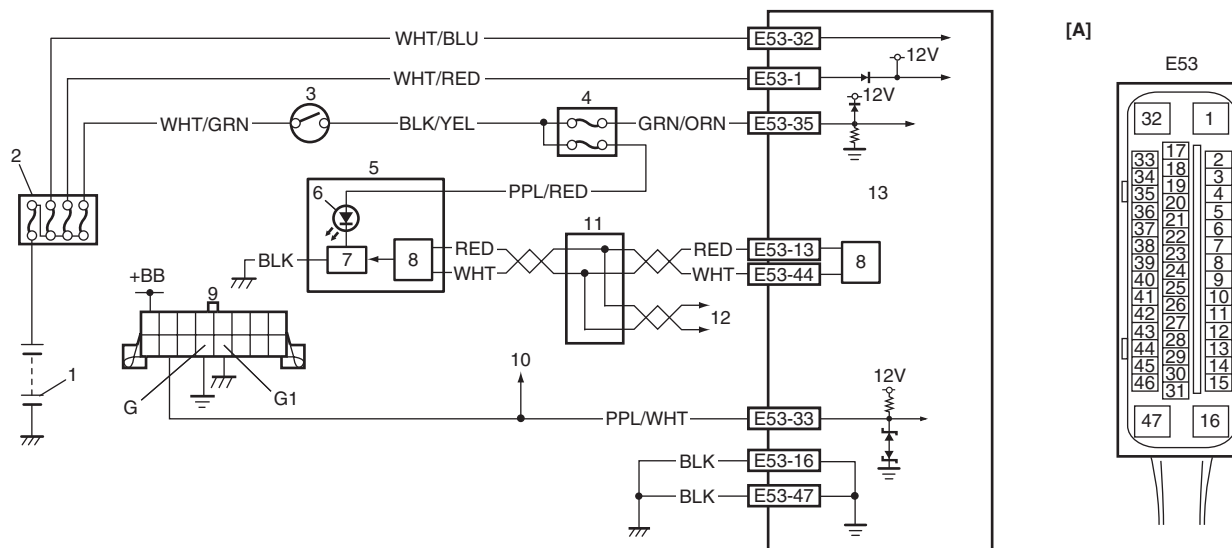 WHT/BLU
E53-32
12V
WHT/RED
E53-1
12V
3
4
WHT/GRN
BLK/YEL
GRN/ORN
E53-35
2
5
6
PPL/RED
13
11
RED
RED
E53-13
BLK
7
8
WHT
WHT
E53-44
8
+BB
9
12
1
10
12V
G
G1
PPL/WHT
E53-33
BLK
E53-16
BLK
E53-47
[A]
E53
32
1
17
33
2
18
34
3
19
35
4
20
36
5
21
37
6
22
38
7
23
39
8
24
40
9
25
41
10
26
42
11
27
43
12
28
44
13
29
45
14
30
46
15
31
47
16